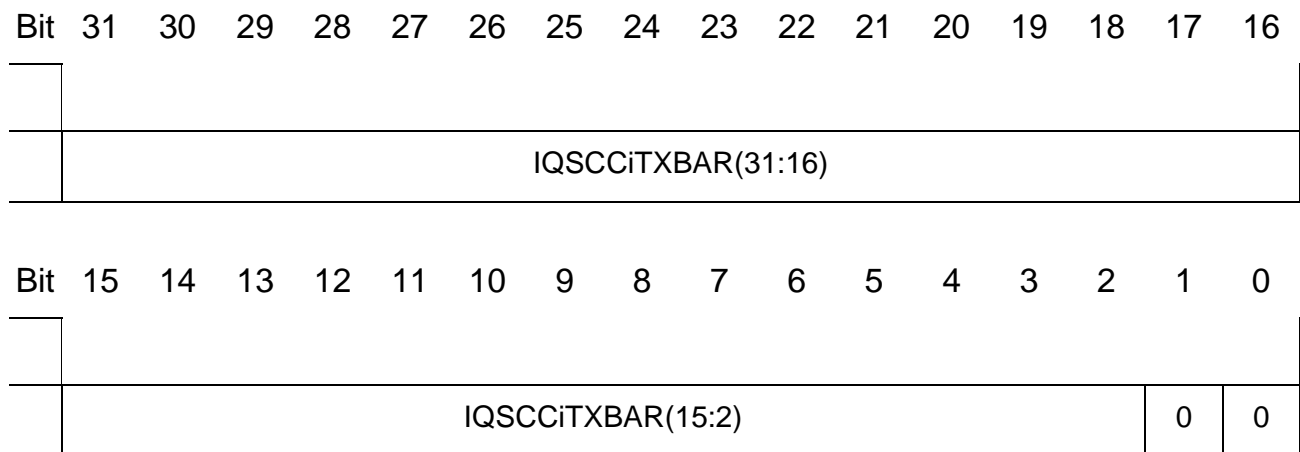 Bit 31 30 29 28 27 26 25 24 23 22 21 20 19 18 17 16
IQSCCiTXBAR(31:16)
Bit 15 14 13 12 11 10 9 8 7 6 5 4 3 2 1 0
IQSCCiTXBAR(15:2) 0 0